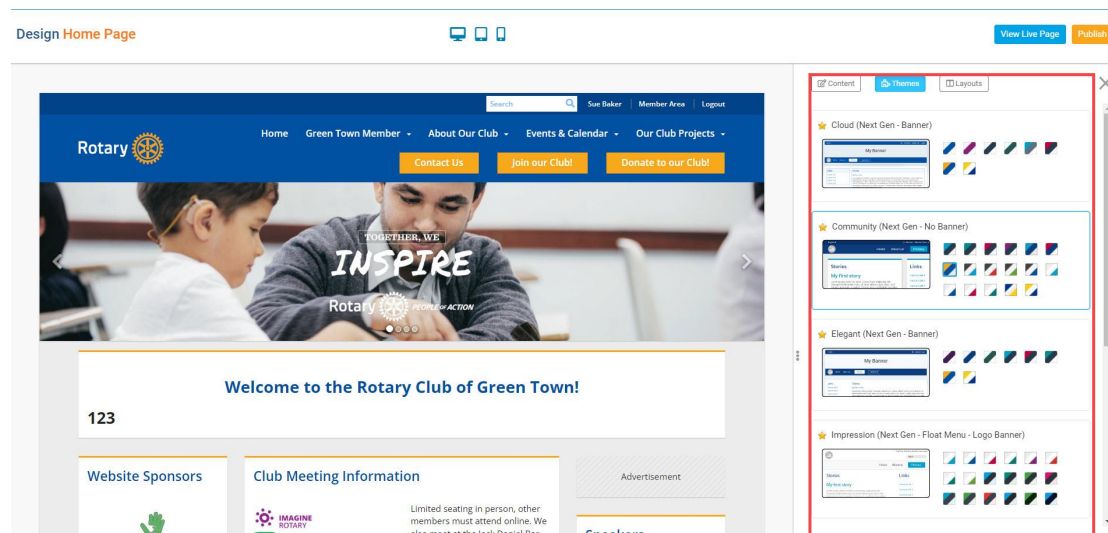 Design Home Page
View Live Page
Publish
Search
Sue Baker
Member Area
Logout
Rotary
Home
Green Town Member
About Our Club
Events & Calendar
Our Club Projects
Contact Us
Join our Club!
Donate to our Club!
TOGETHER, WE
INSPIRE
Rotary
PEOPLE OF ACTION
Welcome to the Rotary Club of Green Town!
123
Website Sponsors
Club Meeting Information
IMAGINE
ROTARY
Limited seating in person, other
members must attend online. We
Advertisement
Content
Themes
Layouts
Cloud (Next Gen - Banner)
My Banner
Community (Next Gen - No Banner)
Stories
Links
My first story
Elegant (Next Gen - Banner)
My Banner
Impression (Next Gen - Float Menu - Logo Banner)
Stories
Links
My first story